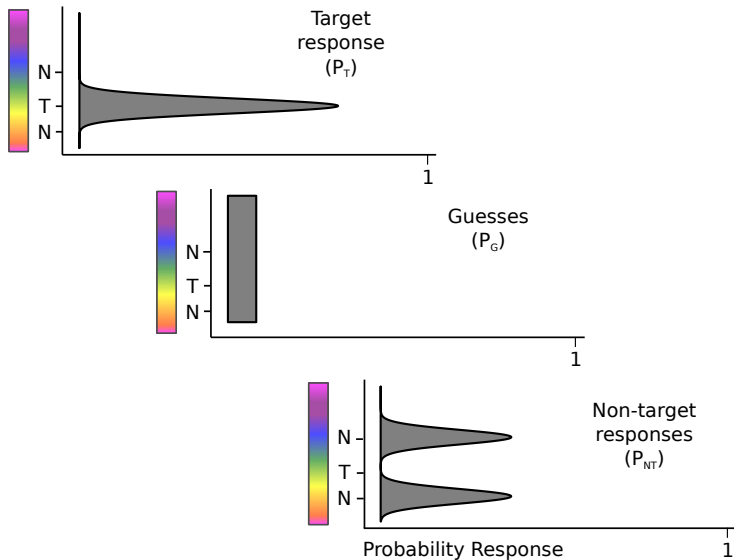 Target
response
(P_T)
N
T
N
1
Guesses
(P_G)
N
T
N
1
Non-target
responses
(P_NT)
N
T
N
Probability Response
1